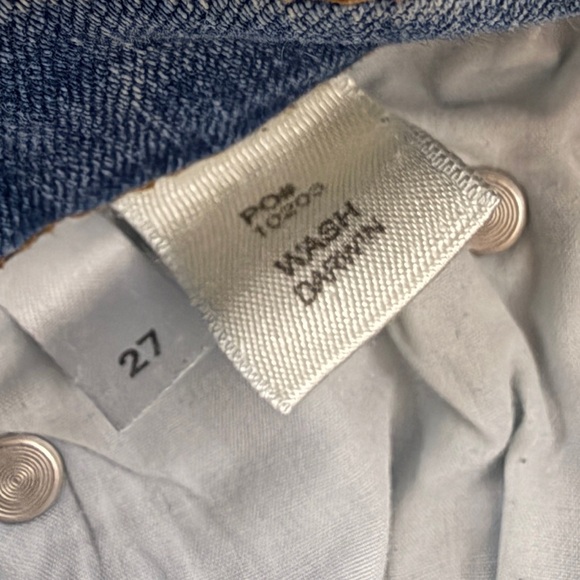 PO#
10203
WASH
DARWIN
27